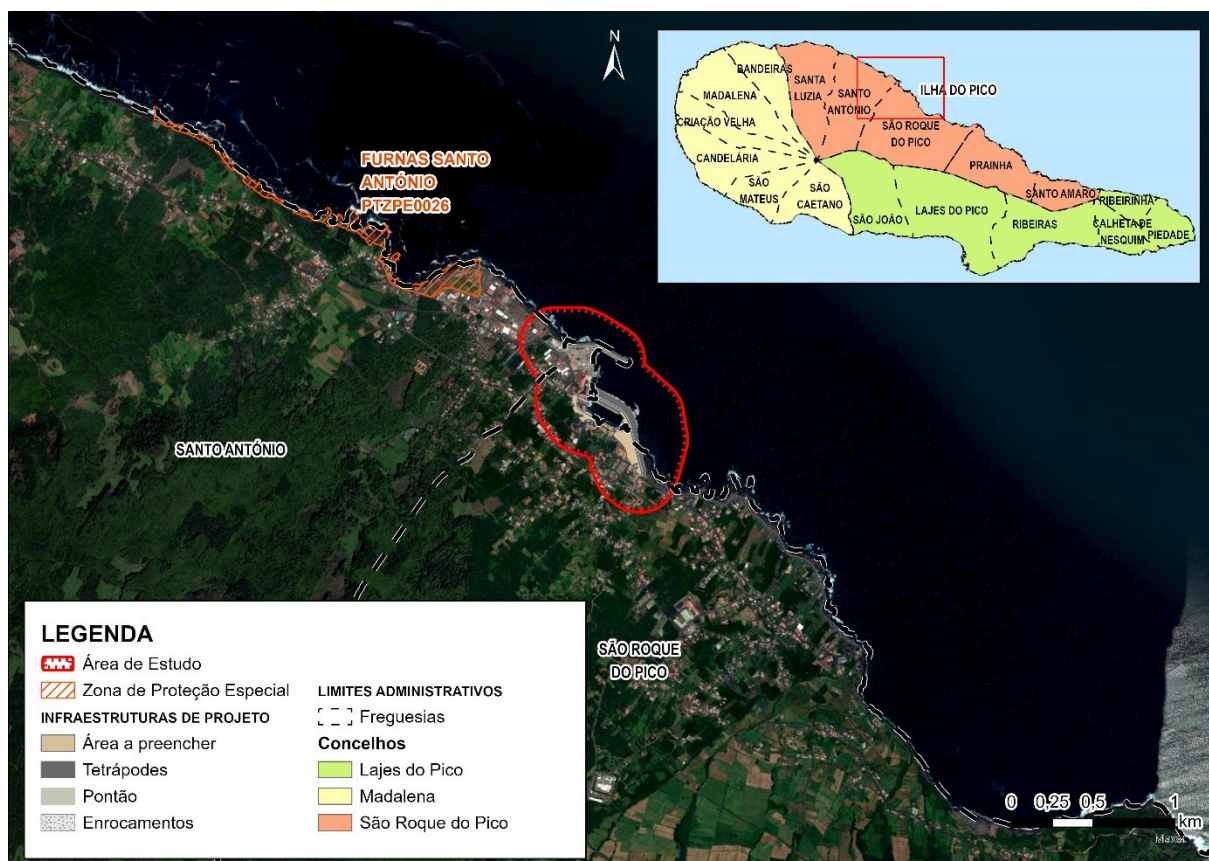 N
FURNAS SANTO
ANTÓNIO
PTZPE0026
SANTO ANTÓNIO
SÃO ROQUE
DO PICO
BANDEIRAS
MADALENA
CRIAÇÃO VELHA
CANDELÁRIA
SÃO
MATEUS
SÃO
CAETANO
SANTA
LUZIA
SANTO
ANTÓNIO
ILHA DO PICO
SÃO ROQUE
DO PICO
PRAINHA
SANTO AMARO
RIBEIRINHA
SÃO JOÃO
LAJES DO PICO
RIBEIRAS
CALHETA DE
NESQUIM
PIEDADE
LEGENDA
Área de Estudo
Zona de Proteção Especial
INFRAESTRUTURAS DE PROJETO
Área a preencher
Tetrápodes
Pontão
Enrocamentos
LIMITES ADMINISTRATIVOS
Freguesias
Concelhos
Lajes do Pico
Madalena
São Roque do Pico
0 0,25 0,5 1
km
Maxar